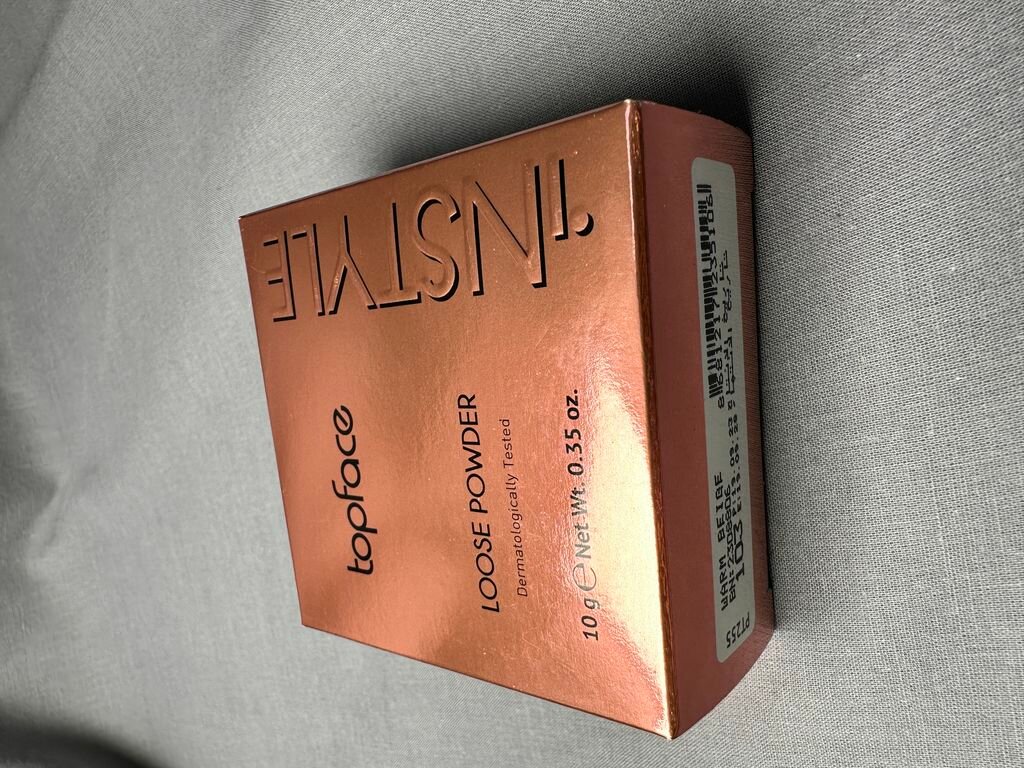 INSTYLE
topface
LOOSE POWDER
Dermatologically Tested
10 g ℮ Net Wt. 0.35 oz.
PT255
WARM BEIGE
103